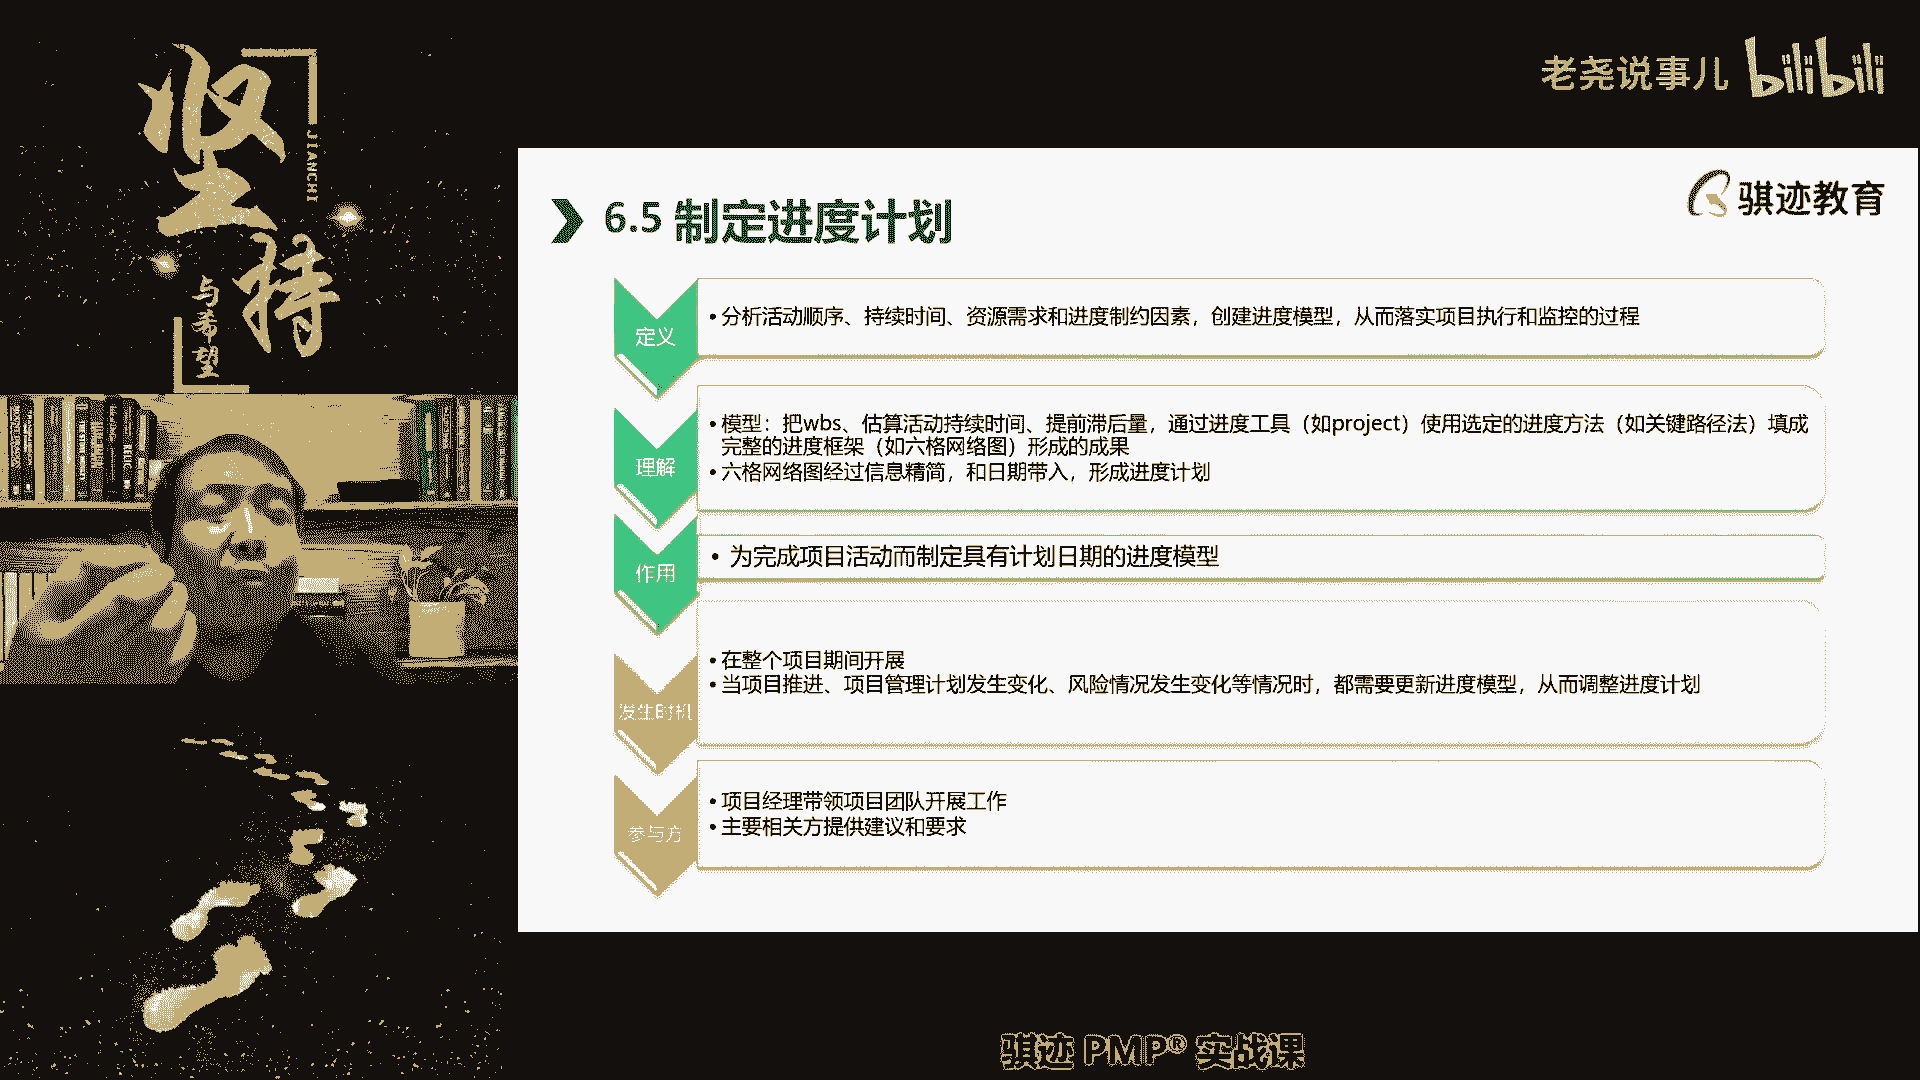 坚持
JIANCHI
与希望
老尧说事儿 bilibili
骐迹教育
6.5 制定进度计划
定义
•分析活动顺序、持续时间、资源需求和进度制约因素，创建进度模型，从而落实项目执行和监控的过程
理解
•模型：把wbs、估算活动持续时间、提前滞后量，通过进度工具（如project）使用选定的进度方法（如关键路径法）填成
完整的进度框架（如六格网络图）形成的成果
•六格网络图经过信息精简，和日期带入，形成进度计划
作用
• 为完成项目活动而制定具有计划日期的进度模型
发生时机
•在整个项目期间开展
•当项目推进、项目管理计划发生变化、风险情况发生变化等情况时，都需要更新进度模型，从而调整进度计划
参与方
•项目经理带领项目团队开展工作
•主要相关方提供建议和要求
骐迹 PMP® 实战课